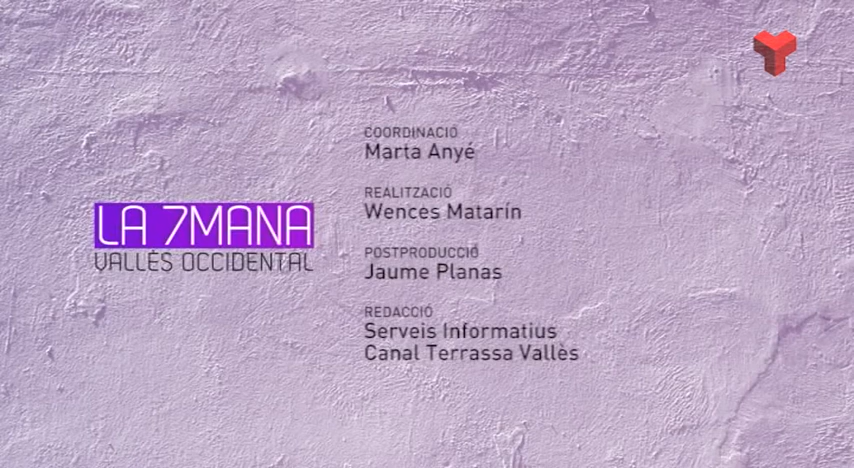 LA 7MANA
VALLÈS OCCIDENTAL
COORDINACIÓ
Marta Anyé
REALITZACIÓ
Wences Matarín
POSTPRODUCCIÓ
Jaume Planas
REDACCIÓ
Serveis Informatius
Canal Terrassa Vallès